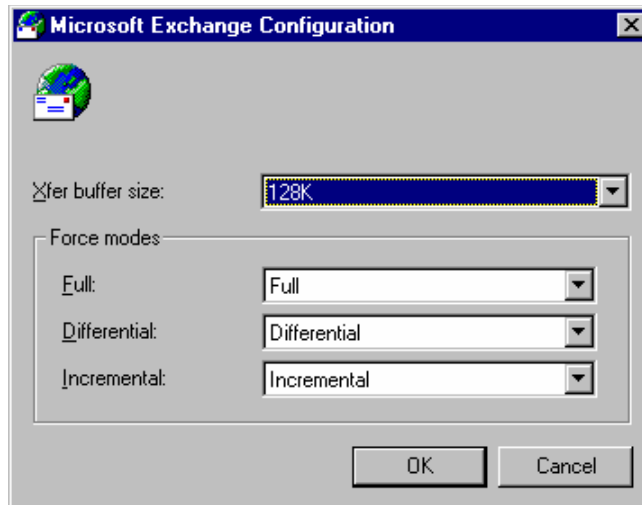 Microsoft Exchange Configuration
Xfer buffer size: 128K
Force modes
Full: Full
Differential: Differential
Incremental: Incremental
OK Cancel